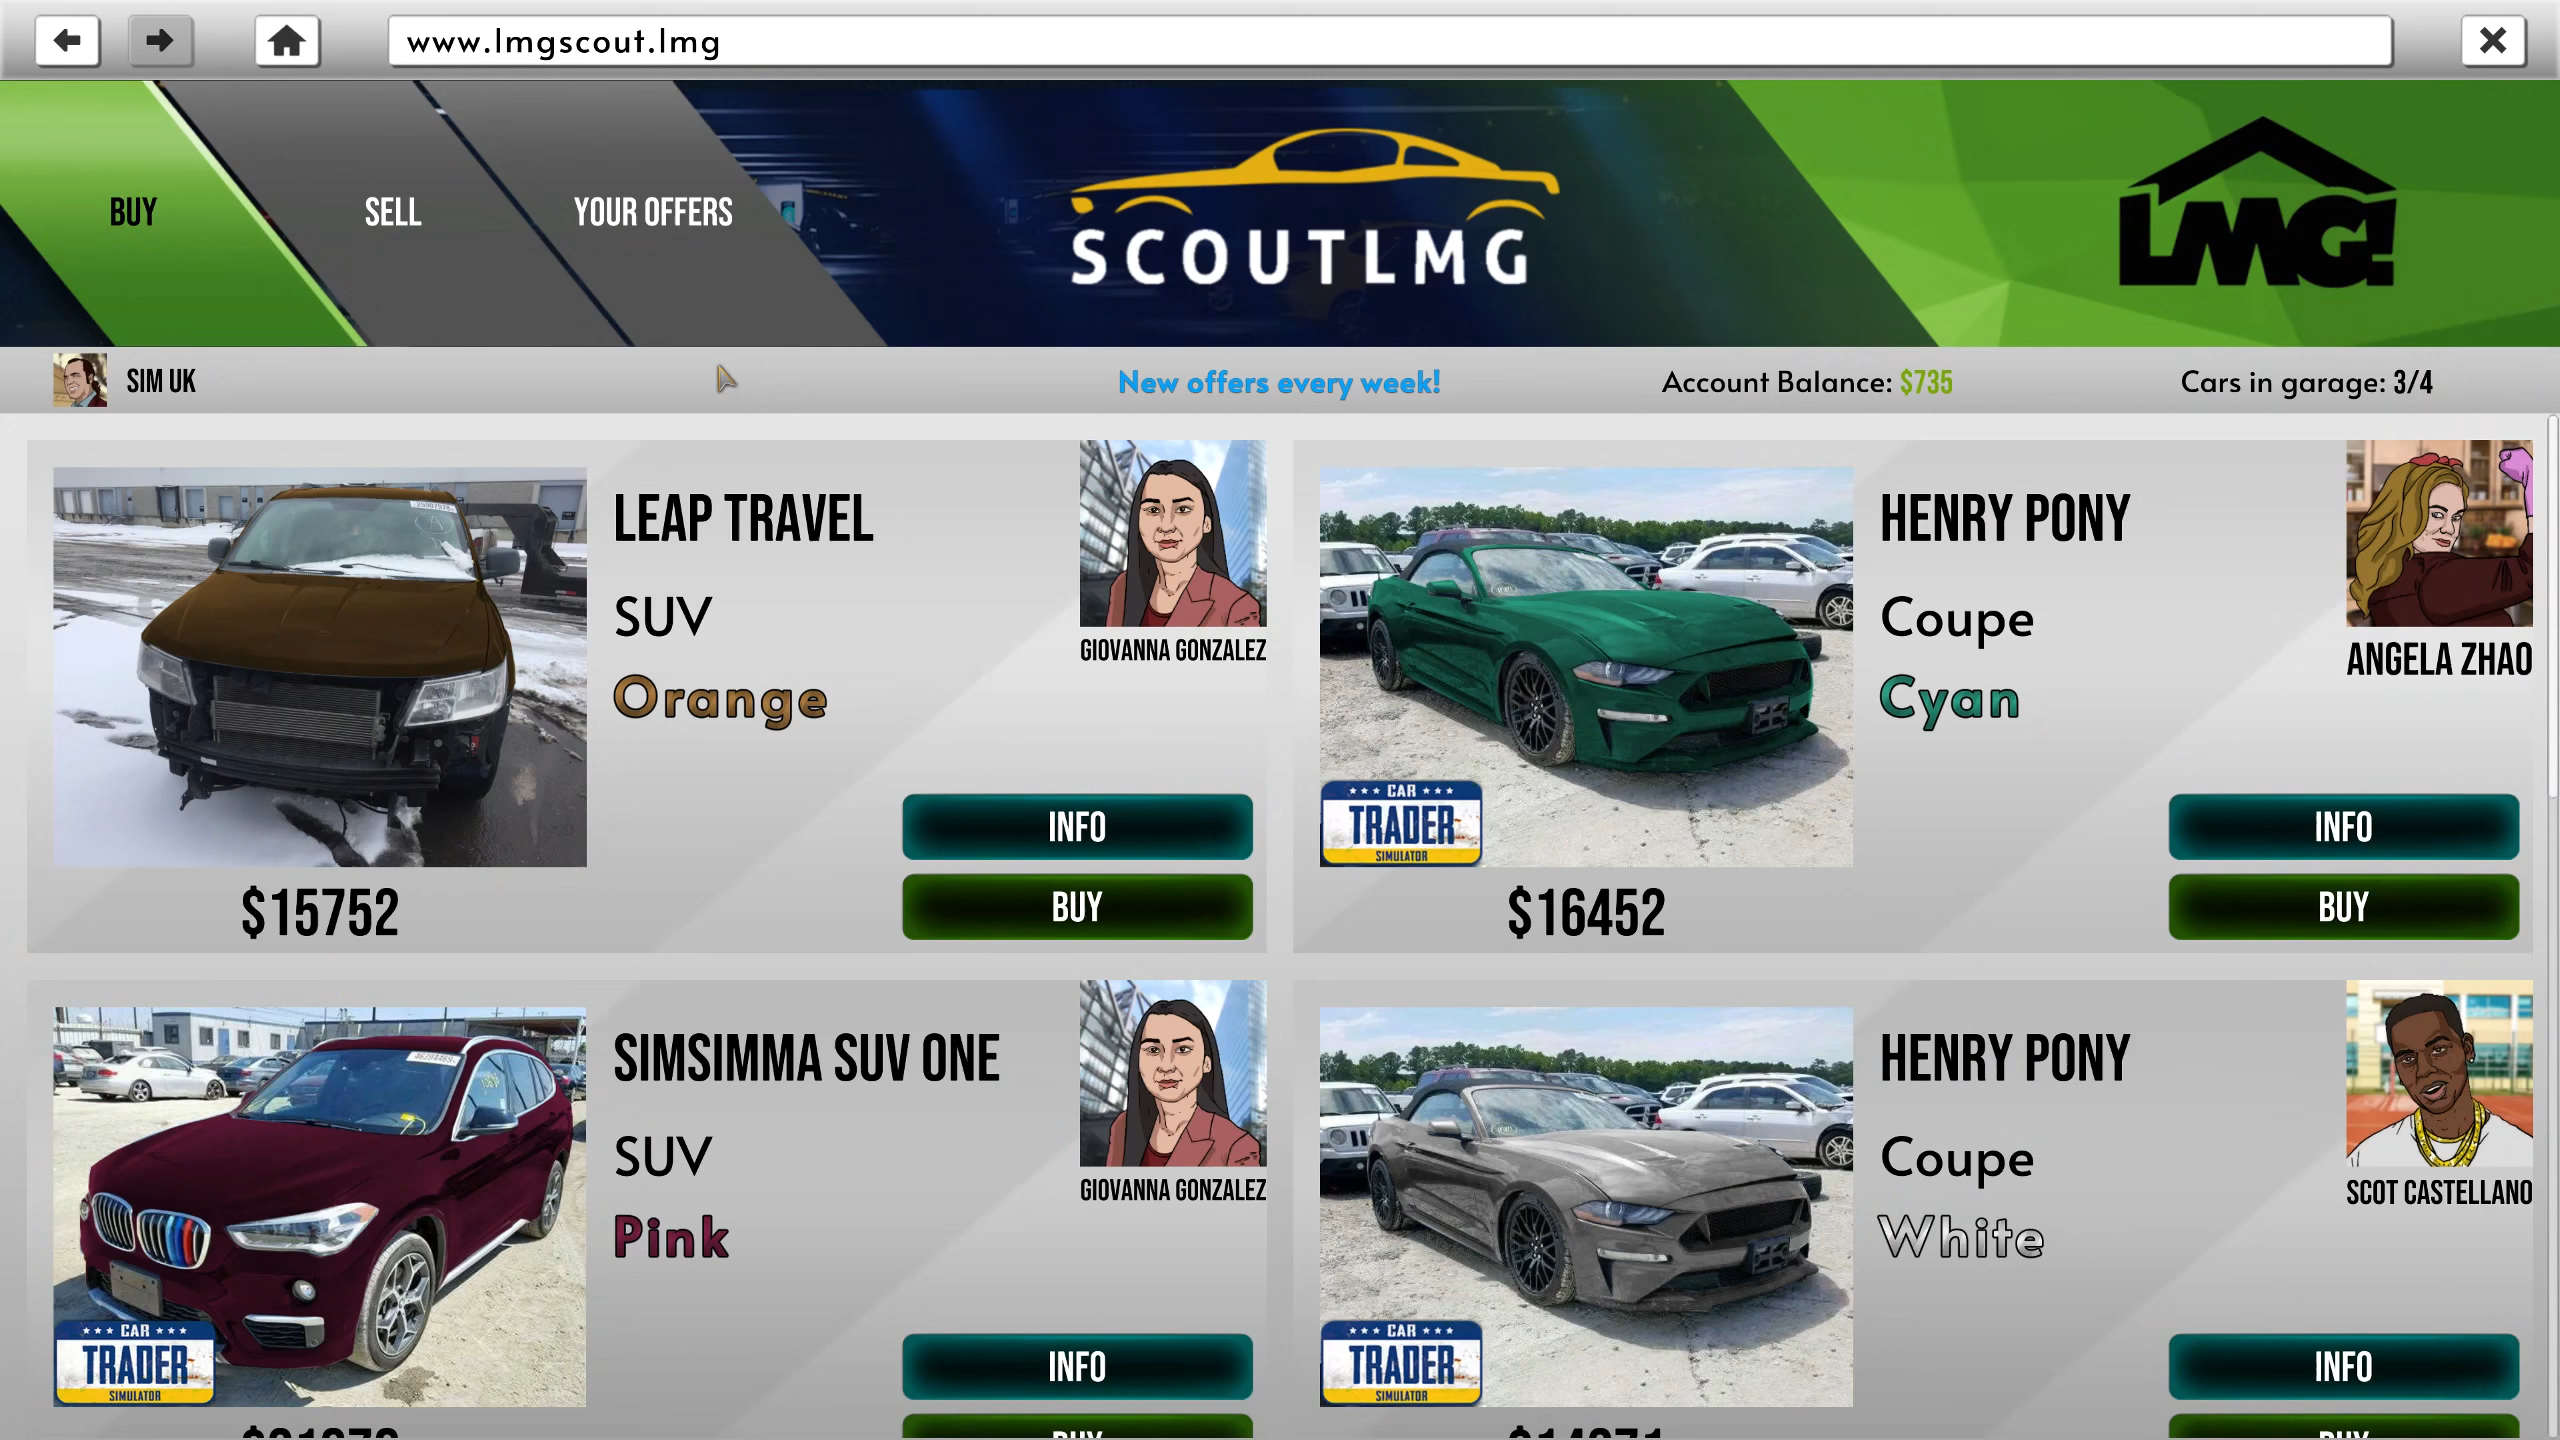 www.lmgscout.lmg
BUY
SELL
YOUR OFFERS
SCOUTLMG
LMG!
SIM UK
New offers every week!
Account Balance: $735
Cars in garage: 3/4
LEAP TRAVEL
SUV
Orange
GIOVANNA GONZALEZ
INFO
BUY
$15752
HENRY PONY
Coupe
Cyan
ANGELA ZHAO
CAR
TRADER
SIMULATOR
INFO
BUY
$16452
SIMSIMMA SUV ONE
SUV
Pink
GIOVANNA GONZALEZ
CAR
TRADER
SIMULATOR
INFO
BUY
HENRY PONY
Coupe
White
SCOT CASTELLANO
CAR
TRADER
SIMULATOR
INFO
BUY